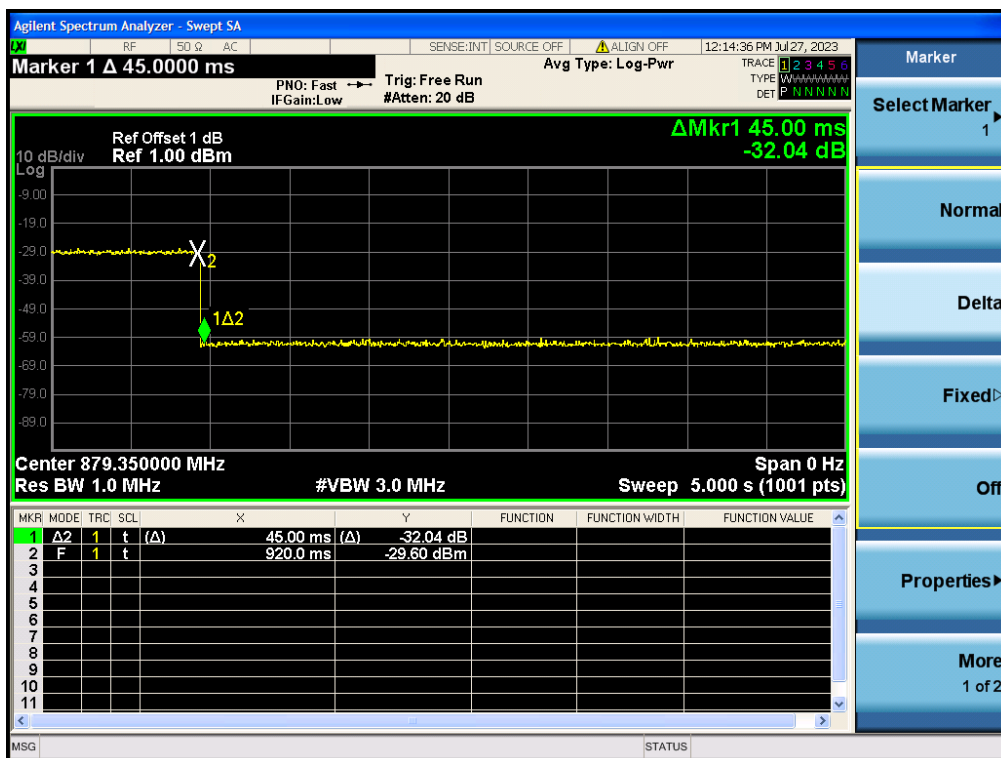 Agilent Spectrum Analyzer - Swept SA
LXI RF 50 Ω AC SENSE:INT SOURCE OFF ALIGN OFF 12:14:36 PM Jul 27, 2023
Marker 1 Δ 45.0000 ms
PNO: Fast
IFGain:Low
Trig: Free Run
#Atten: 20 dB
Avg Type: Log-Pwr
TRACE 1 2 3 4 5 6
TYPE WWWWWW
DET P N N N N N
Ref Offset 1 dB
Ref 1.00 dBm
10 dB/div
Log
ΔMkr1 45.00 ms
-32.04 dB
-9.00
-19.0
-29.0
-39.0
-49.0
-59.0
-69.0
-79.0
-89.0
X2
1Δ2
Center 879.350000 MHz Span 0 Hz
Res BW 1.0 MHz #VBW 3.0 MHz Sweep 5.000 s (1001 pts)
MKR MODE TRC SCL X Y FUNCTION FUNCTION WIDTH FUNCTION VALUE
1 Δ2 1 t (Δ) 45.00 ms (Δ) -32.04 dB
2 F 1 t 920.0 ms -29.60 dBm
3
4
5
6
7
8
9
10
11
MSG STATUS
Marker
Select Marker
1
Normal
Delta
Fixed
Off
Properties
More
1 of 2